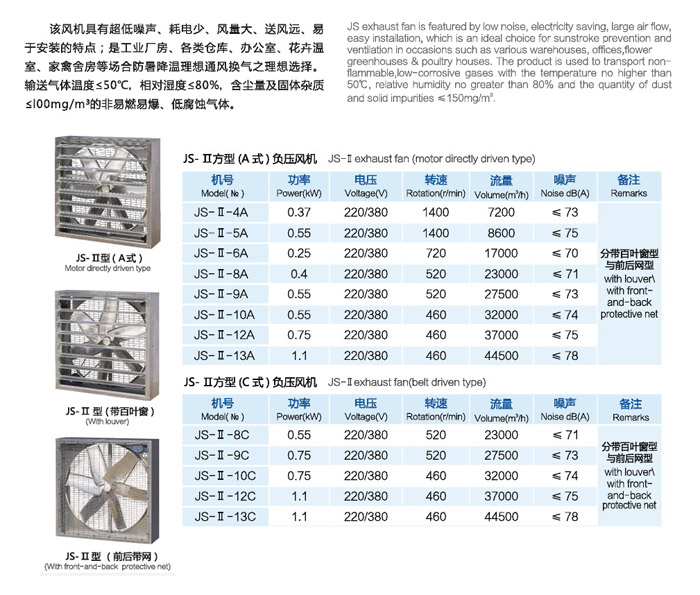 该风机具有超低噪声、耗电少、风量大、送风远、易
于安装的特点；是工业厂房、各类仓库、办公室、花卉温
室、家禽舍房等场合防暑降温理想通风换气之理想选择。
输送气体温度≤50℃，相对湿度≤80%，含尘量及固体杂质
≤100mg/m³的非易燃易爆、低腐蚀气体。
JS exhaust fan is featured by low noise, electricity saving, large air flow,
easy installation, which is an ideal choice for sunstroke prevention and
ventilation in occasions such as various warehouses, offices,flower
greenhouses & poultry houses. The product is used to transport non-
flammable,low-corrosive gases with the temperature no higher than
50℃, relative humidity no greater than 80% and the quantity of dust
and solid impurities ≤150mg/m³.
JS-Ⅱ型(A式)
Motor directly driven type
JS-Ⅱ型(带百叶窗)
(With louver)
JS-Ⅱ型(前后带网)
(With front-and-back protective net)
JS-Ⅱ方型(A式)负压风机 JS-Ⅱ exhaust fan (motor directly driven type)
机号 功率 电压 转速 流量 噪声 备注
Model(№) Power(kW) Voltage(V) Rotation(r/min) Volume(m³/h) Noise dB(A) Remarks
JS-Ⅱ-4A 0.37 220/380 1400 7200 ≤73
JS-Ⅱ-5A 0.55 220/380 1400 8600 ≤75
JS-Ⅱ-6A 0.25 220/380 720 17000 ≤70
JS-Ⅱ-8A 0.4 220/380 520 23000 ≤71
JS-Ⅱ-9A 0.55 220/380 520 27500 ≤73
JS-Ⅱ-10A 0.55 220/380 460 32000 ≤74
JS-Ⅱ-12A 0.75 220/380 460 37000 ≤75
JS-Ⅱ-13A 1.1 220/380 460 44500 ≤78
分带百叶窗型
与前后网型
with louver\
with front-
and-back
protective net
JS-Ⅱ方型(C式)负压风机 JS-Ⅱexhaust fan(belt driven type)
机号 功率 电压 转速 流量 噪声 备注
Model(№) Power(kW) Voltage(V) Rotation(r/min) Volume(m³/h) Noise dB(A) Remarks
JS-Ⅱ-8C 0.55 220/380 520 23000 ≤71
JS-Ⅱ-9C 0.75 220/380 520 27500 ≤73
JS-Ⅱ-10C 0.75 220/380 460 32000 ≤74
JS-Ⅱ-12C 1.1 220/380 460 37000 ≤75
JS-Ⅱ-13C 1.1 220/380 460 44500 ≤78
分带百叶窗型
与前后网型
with louver\
with front-
and-back
protective net